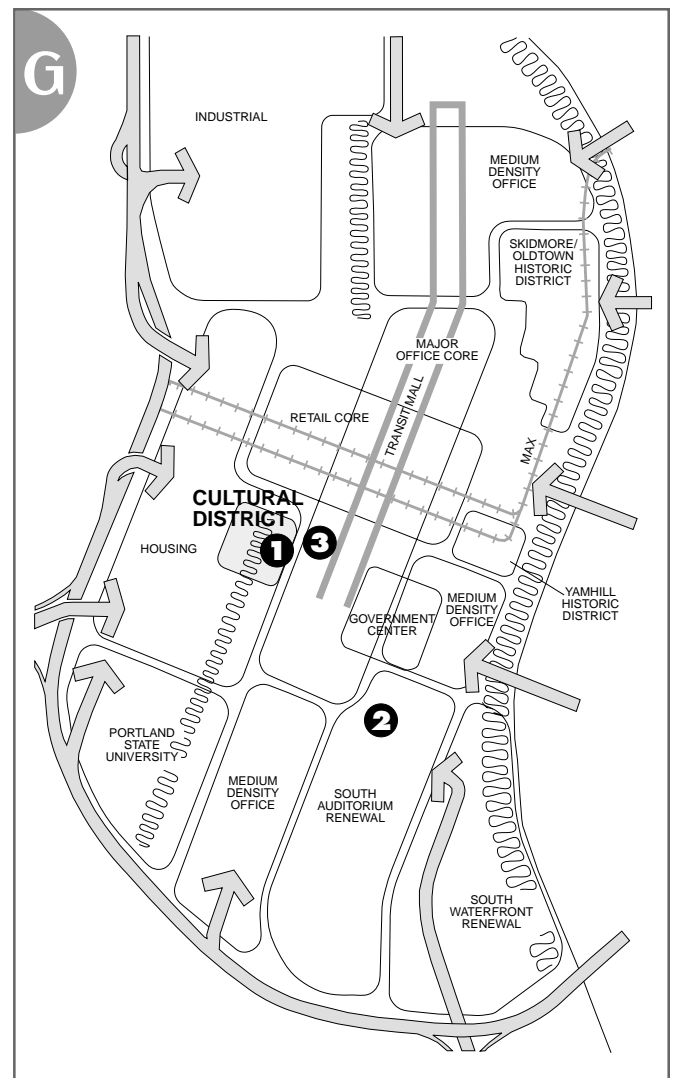 G
INDUSTRIAL
MEDIUM
DENSITY
OFFICE
SKIDMORE/
OLDTOWN
HISTORIC
DISTRICT
MAJOR
OFFICE CORE
TRANSIT MALL
RETAIL CORE
MAX
CULTURAL
DISTRICT
1
3
HOUSING
YAMHILL
HISTORIC
DISTRICT
MEDIUM
DENSITY
OFFICE
GOVERNMENT
CENTER
2
PORTLAND
STATE
UNIVERSITY
MEDIUM
DENSITY
OFFICE
SOUTH
AUDITORIUM
RENEWAL
SOUTH
WATERFRONT
RENEWAL